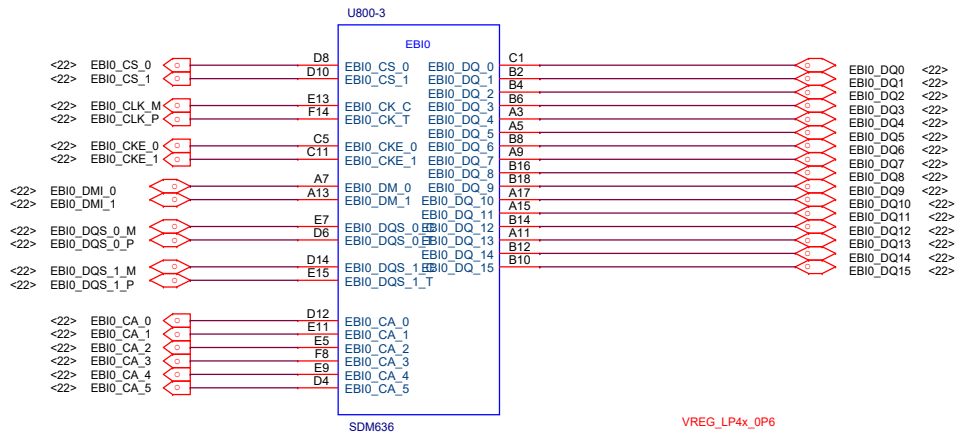 U800-3
EBI0
<22> EBI0_CS_0 D8 EBI0_CS_0
<22> EBI0_CS_1 D10 EBI0_CS_1
<22> EBI0_CLK_M E13 EBI0_CK_C
<22> EBI0_CLK_P F14 EBI0_CK_T
<22> EBI0_CKE_0 C5 EBI0_CKE_0
<22> EBI0_CKE_1 C11 EBI0_CKE_1
<22> EBI0_DMI_0 A7 EBI0_DM_0
<22> EBI0_DMI_1 A13 EBI0_DM_1
<22> EBI0_DQS_0_M E7 EBI0_DQS_0_C
<22> EBI0_DQS_0_P D6 EBI0_DQS_0_T
<22> EBI0_DQS_1_M D14 EBI0_DQS_1_C
<22> EBI0_DQS_1_P E15 EBI0_DQS_1_T
<22> EBI0_CA_0 D12 EBI0_CA_0
<22> EBI0_CA_1 E11 EBI0_CA_1
<22> EBI0_CA_2 E5 EBI0_CA_2
<22> EBI0_CA_3 F8 EBI0_CA_3
<22> EBI0_CA_4 E9 EBI0_CA_4
<22> EBI0_CA_5 D4 EBI0_CA_5
EBI0_DQ_0 C1 EBI0_DQ0 <22>
EBI0_DQ_1 B2 EBI0_DQ1 <22>
EBI0_DQ_2 B4 EBI0_DQ2 <22>
EBI0_DQ_3 B6 EBI0_DQ3 <22>
EBI0_DQ_4 A3 EBI0_DQ4 <22>
EBI0_DQ_5 A5 EBI0_DQ5 <22>
EBI0_DQ_6 B8 EBI0_DQ6 <22>
EBI0_DQ_7 A9 EBI0_DQ7 <22>
EBI0_DQ_8 B16 EBI0_DQ8 <22>
EBI0_DQ_9 B18 EBI0_DQ9 <22>
EBI0_DQ_10 A17 EBI0_DQ10 <22>
EBI0_DQ_11 A15 EBI0_DQ11 <22>
EBI0_DQ_12 B14 EBI0_DQ12 <22>
EBI0_DQ_13 A11 EBI0_DQ13 <22>
EBI0_DQ_14 B12 EBI0_DQ14 <22>
EBI0_DQ_15 B10 EBI0_DQ15 <22>
SDM636
VREG_LP4x_0P6